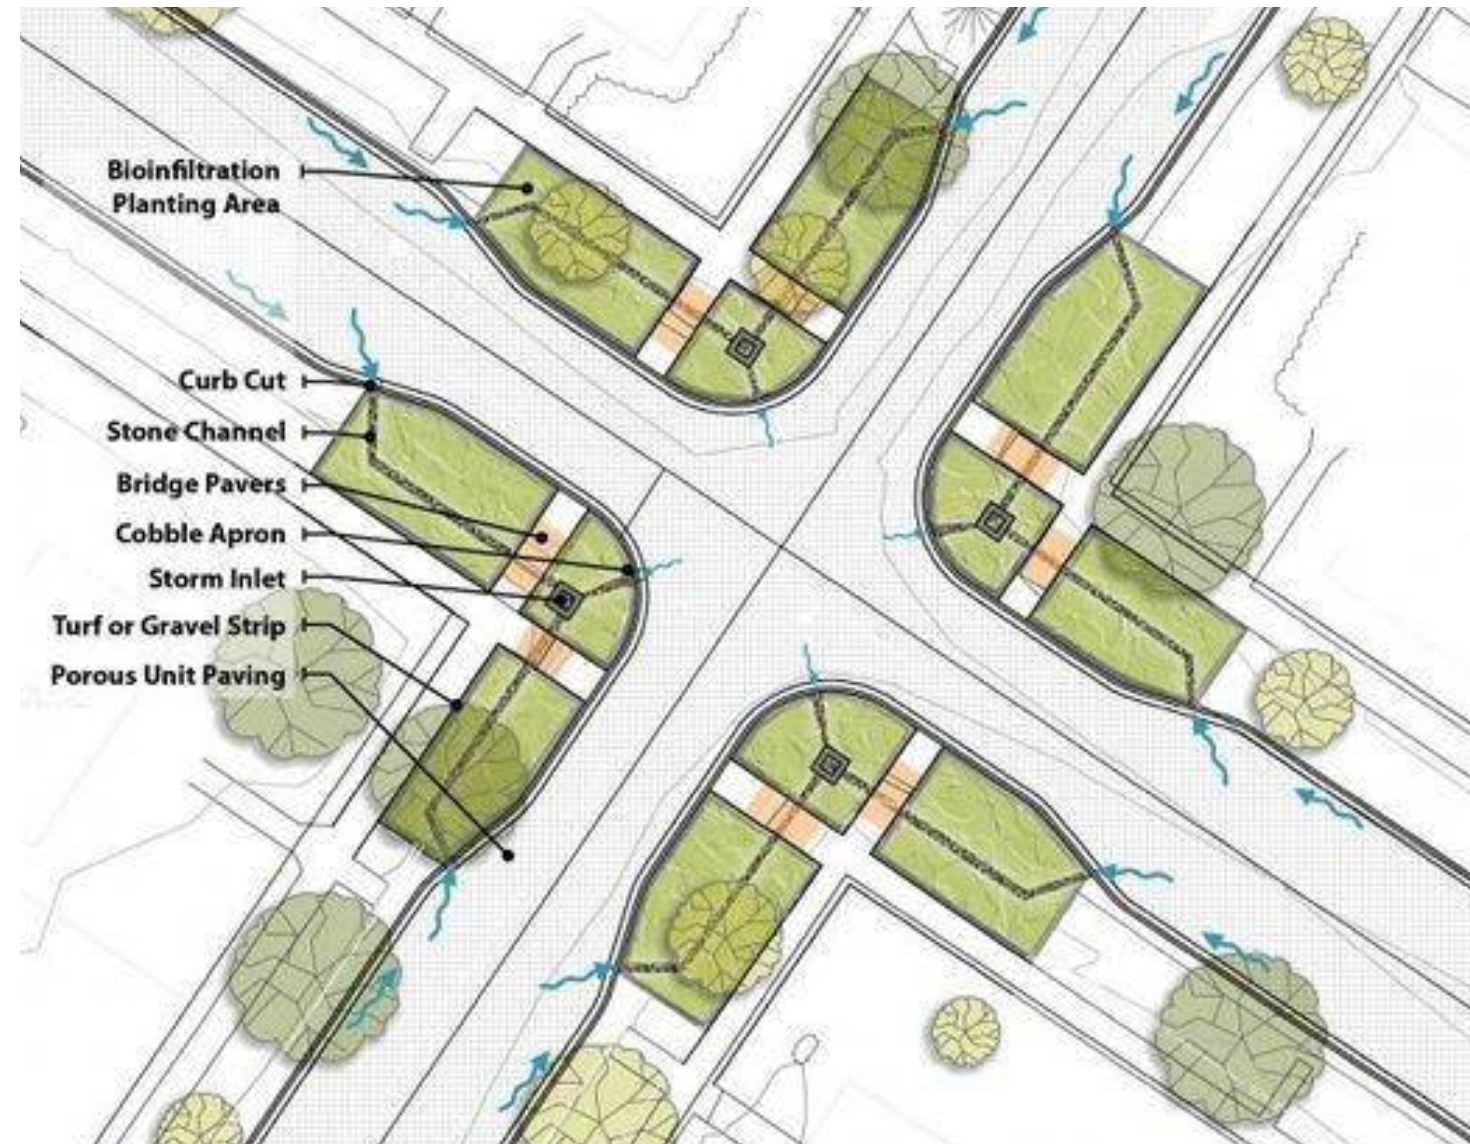 Bioinfiltration
Planting Area
Curb Cut
Stone Channel
Bridge Pavers
Cobble Apron
Storm Inlet
Turf or Gravel Strip
Porous Unit Paving